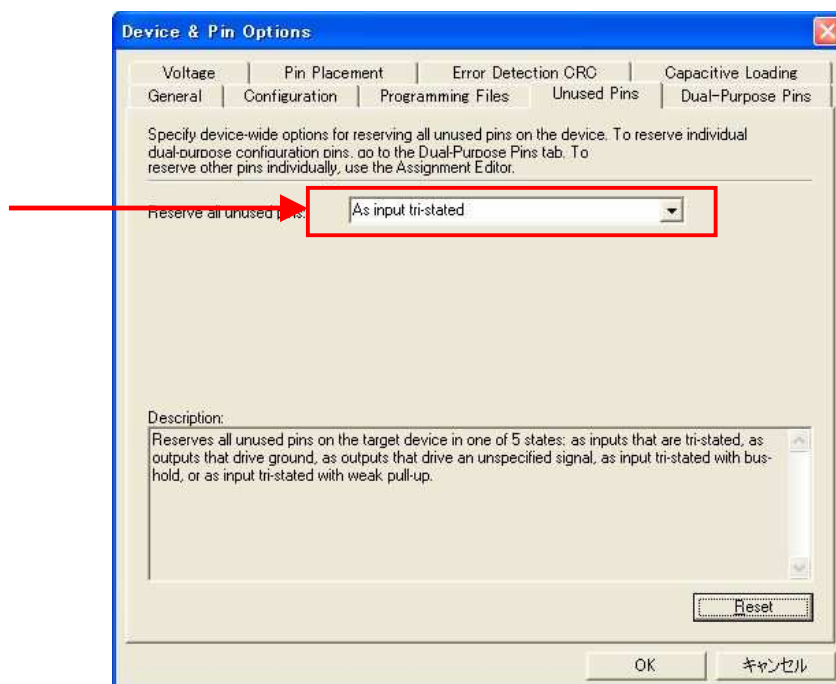 Device & Pin Options
Voltage Pin Placement Error Detection CRC Capacitive Loading
General Configuration Programming Files Unused Pins Dual-Purpose Pins
Specify device-wide options for reserving all unused pins on the device. To reserve individual
dual-purpose configuration pins, go to the Dual-Purpose Pins tab. To
reserve other pins individually, use the Assignment Editor.
Reserve all unused pins: As input tri-stated
Description:
Reserves all unused pins on the target device in one of 5 states: as inputs that are tri-stated, as
outputs that drive ground, as outputs that drive an unspecified signal, as input tri-stated with bus-
hold, or as input tri-stated with weak pull-up.
Reset
OK キャンセル